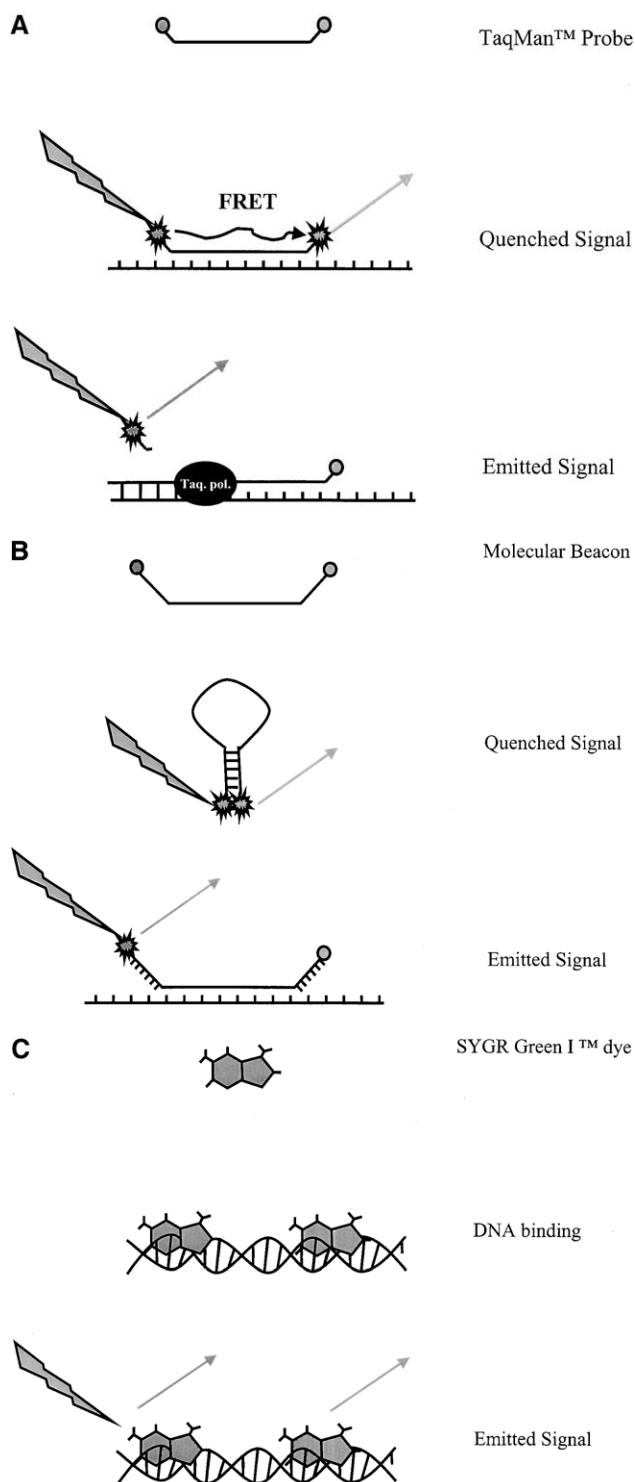 A
TaqMan™ Probe
FRET
Quenched Signal
Taq. pol.
Emitted Signal
B
Molecular Beacon
Quenched Signal
Emitted Signal
C
SYGR Green I ™ dye
DNA binding
Emitted Signal